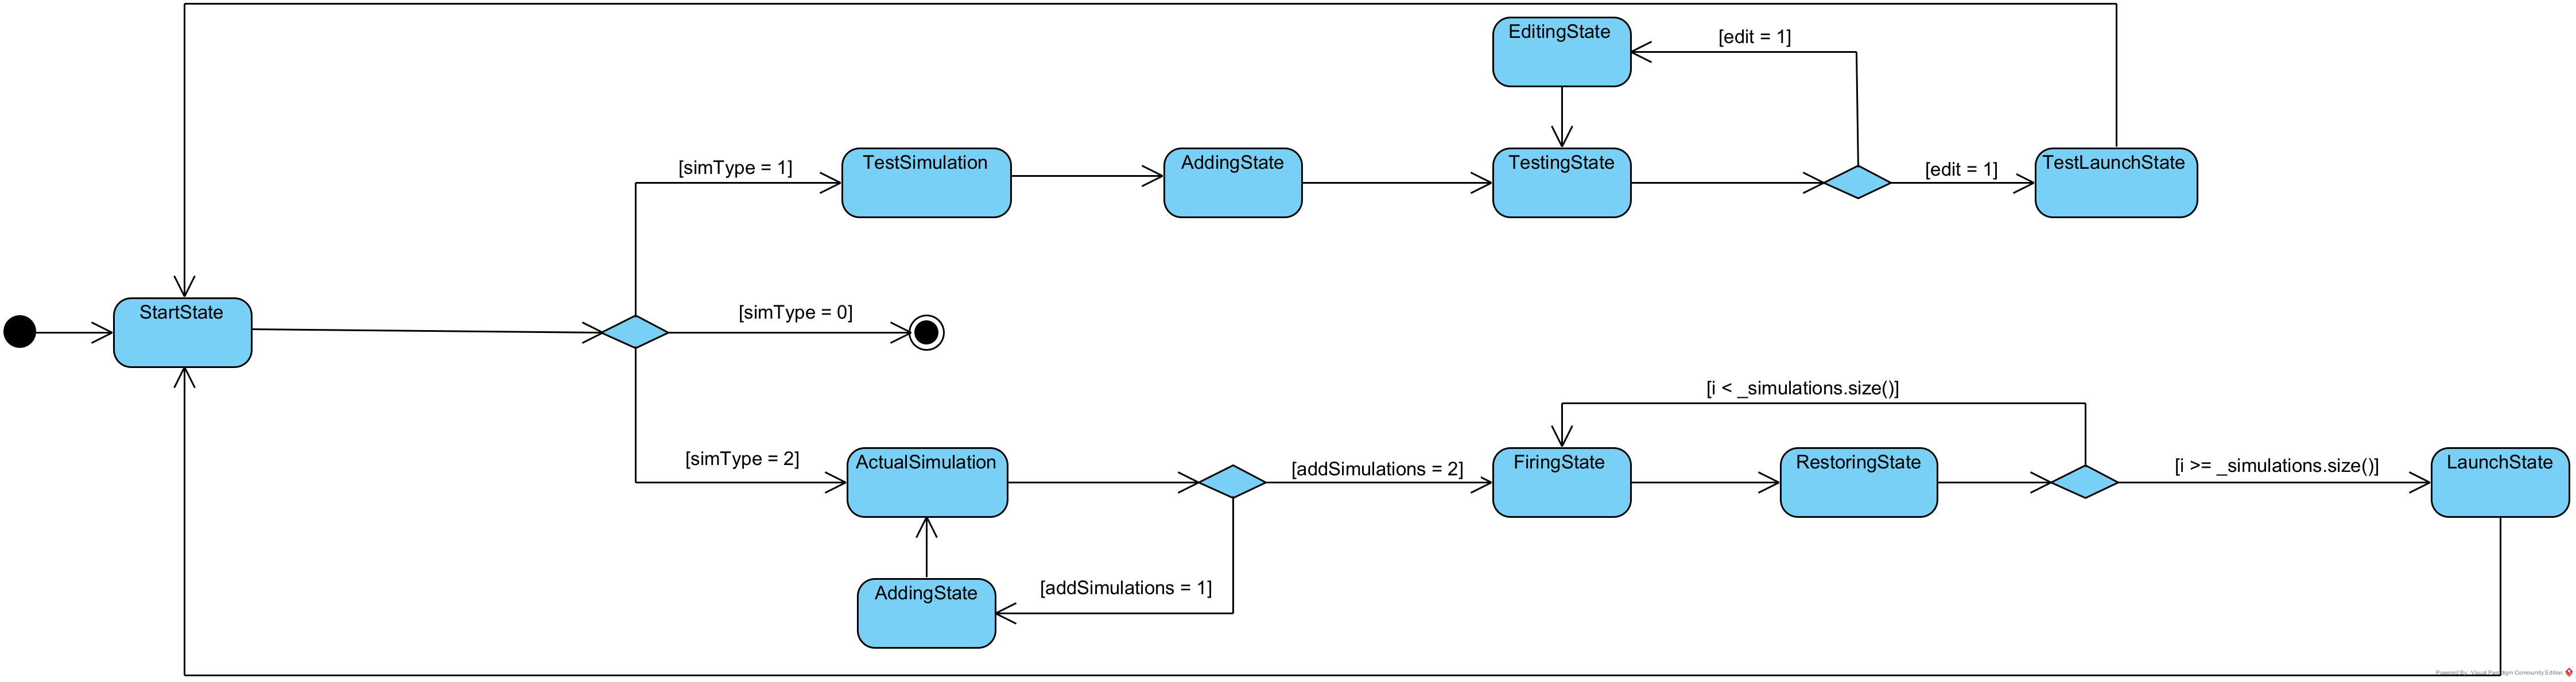 EditingState
[edit = 1]
[simType = 1]
TestSimulation
AddingState
TestingState
[edit = 1]
TestLaunchState
StartState
[simType = 0]
[i < _simulations.size()]
[simType = 2]
ActualSimulation
[addSimulations = 2]
FiringState
RestoringState
[i >= _simulations.size()]
LaunchState
AddingState
[addSimulations = 1]
Powered By: Visual Paradigm Community Edition